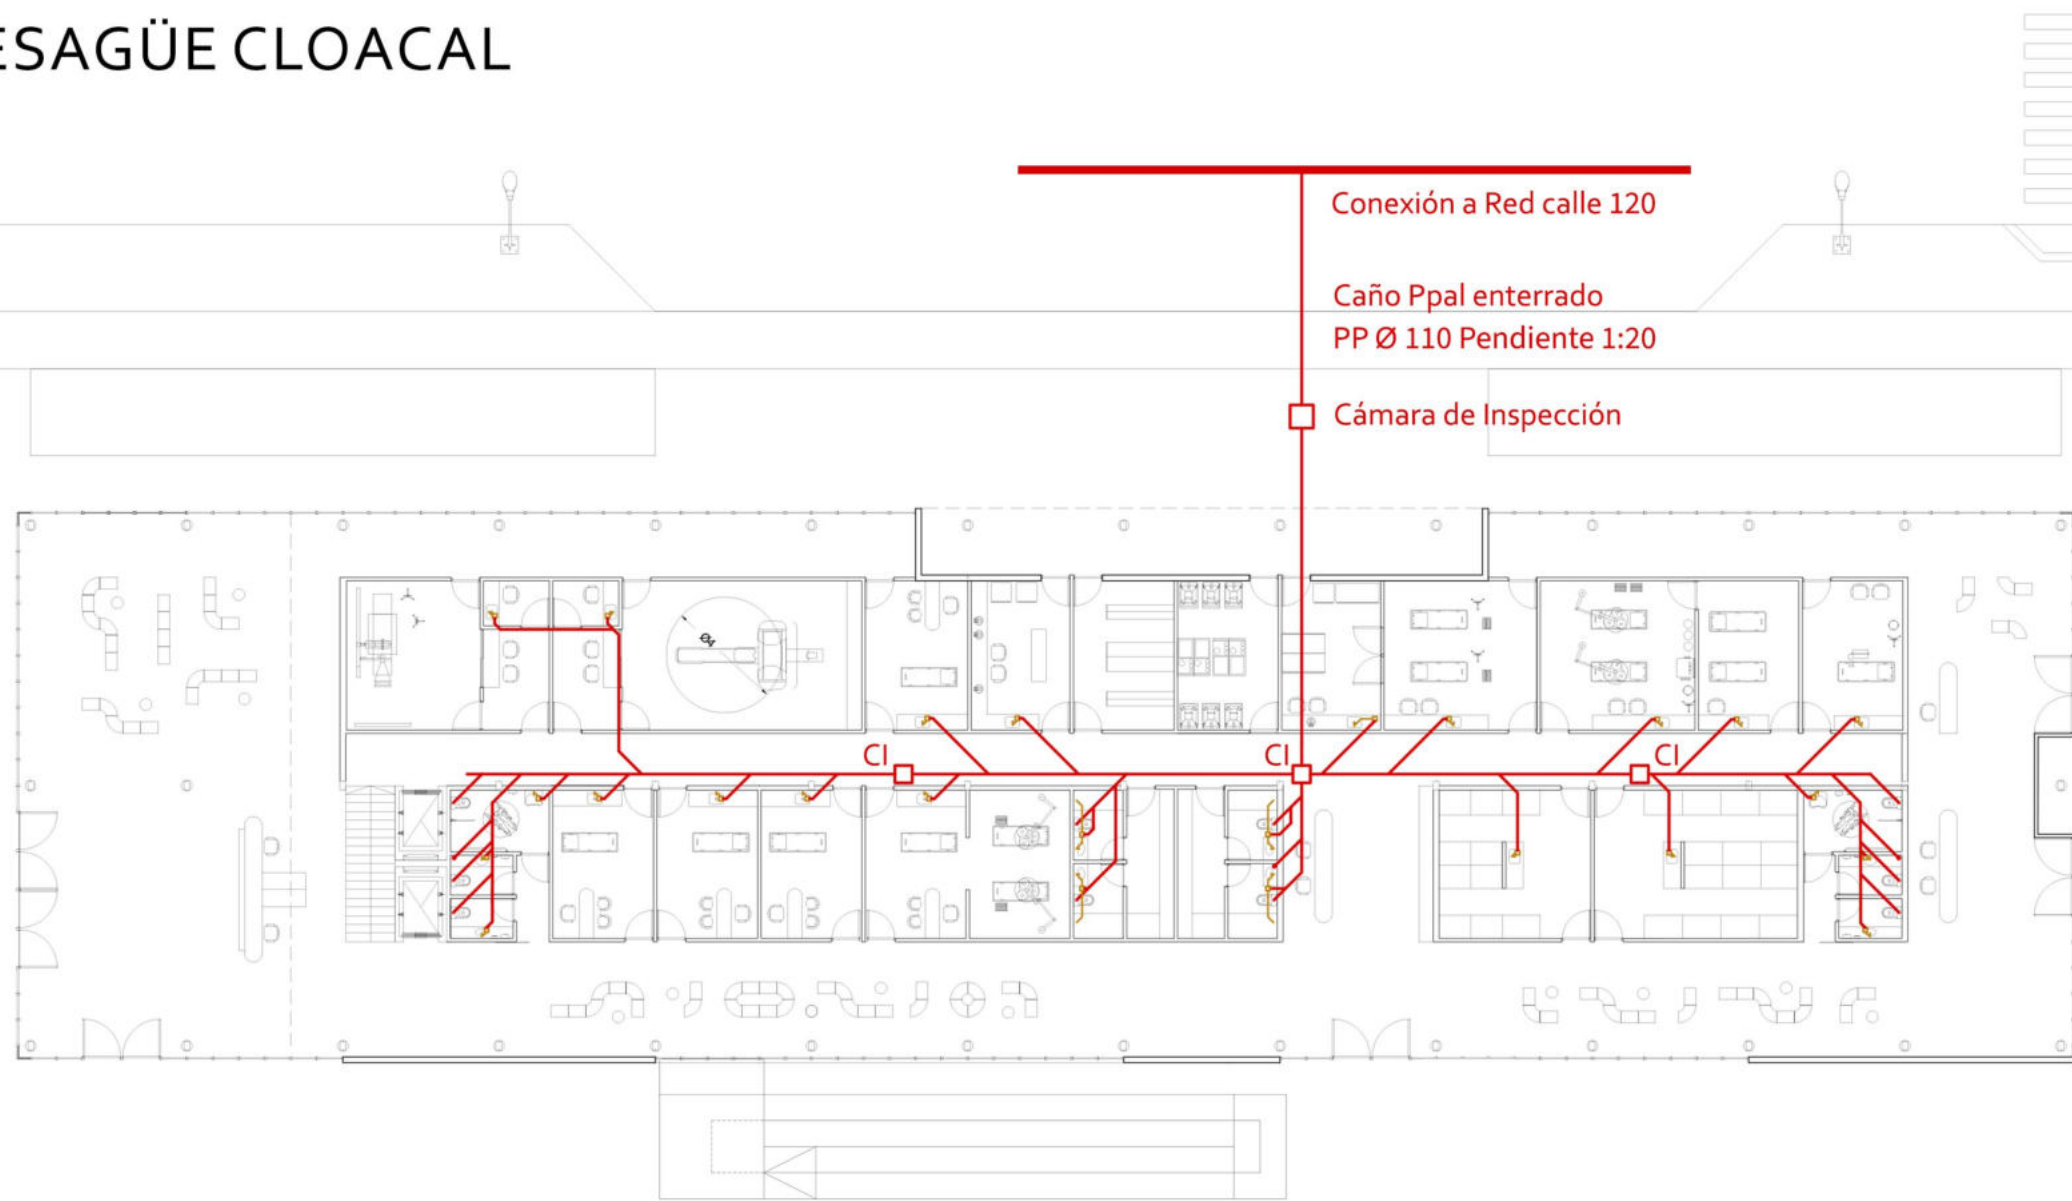 ESAGÜE CLOACAL
Conexión a Red calle 120
Caño Ppal enterrado
PP Ø 110 Pendiente 1:20
Cámara de Inspección
Ø4
CI
CI
CI